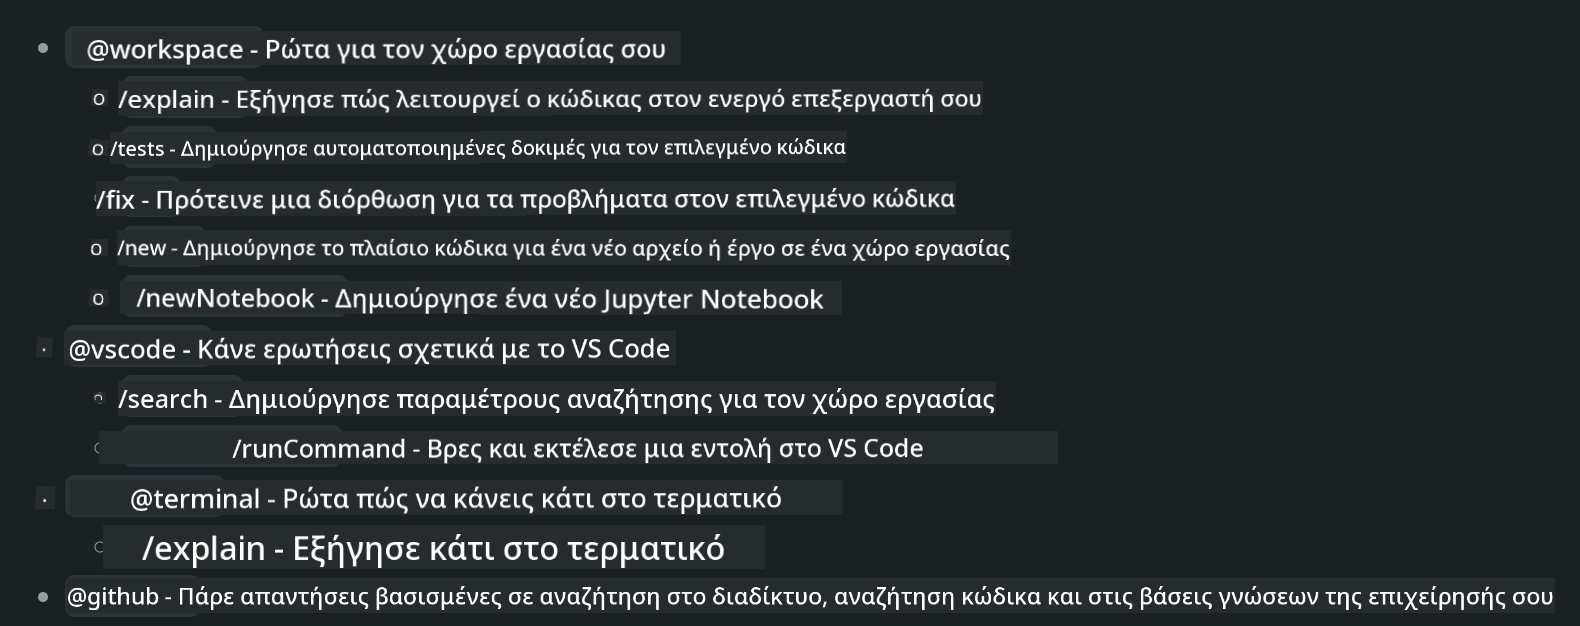 @workspace - Ρώτα για τον χώρο εργασίας σου
/explain - Εξήγησε πώς λειτουργεί ο κώδικας στον ενεργό επεξεργαστή σου
/tests - Δημιούργησε αυτοματοποιημένες δοκιμές για τον επιλεγμένο κώδικα
/fix - Πρότεινε μια διόρθωση για τα προβλήματα στον επιλεγμένο κώδικα
/new - Δημιούργησε το πλαίσιο κώδικα για ένα νέο αρχείο ή έργο σε ένα χώρο εργασίας
/newNotebook - Δημιούργησε ένα νέο Jupyter Notebook
@vscode - Κάνε ερωτήσεις σχετικά με το VS Code
/search - Δημιούργησε παραμέτρους αναζήτησης για τον χώρο εργασίας
/runCommand - Βρες και εκτέλεσε μια εντολή στο VS Code
@terminal - Ρώτα πώς να κάνεις κάτι στο τερματικό
/explain - Εξήγησε κάτι στο τερματικό
@github - Πάρε απαντήσεις βασισμένες σε αναζήτηση στο διαδίκτυο, αναζήτηση κώδικα και στις βάσεις γνώσεων της επιχείρησής σου